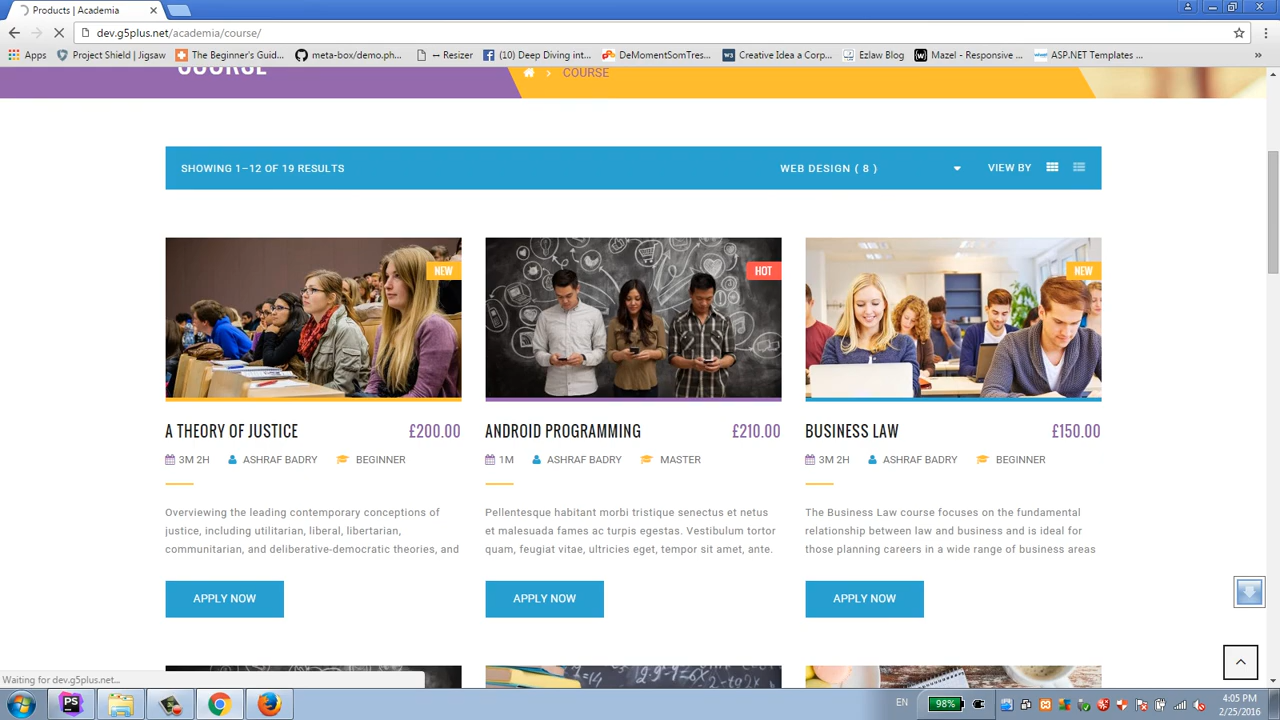 Products | Academia
dev.g5plus.net/academia/course/
Apps Project Shield | Jigsaw The Beginner's Guid... meta-box/demo.ph... ↔ Resizer (10) Deep Diving int... DeMomentSomTres... Creative Idea a Corp... Ezlaw Blog Mazel - Responsive ... ASP.NET Templates ... »
COURSE
COURSE
SHOWING 1–12 OF 19 RESULTS WEB DESIGN ( 8 ) VIEW BY
NEW HOT NEW
A THEORY OF JUSTICE £200.00
3M 2H ASHRAF BADRY BEGINNER
Overviewing the leading contemporary conceptions of
justice, including utilitarian, liberal, libertarian,
communitarian, and deliberative-democratic theories, and
APPLY NOW
ANDROID PROGRAMMING £210.00
1M ASHRAF BADRY MASTER
Pellentesque habitant morbi tristique senectus et netus
et malesuada fames ac turpis egestas. Vestibulum tortor
quam, feugiat vitae, ultricies eget, tempor sit amet, ante.
APPLY NOW
BUSINESS LAW £150.00
3M 2H ASHRAF BADRY BEGINNER
The Business Law course focuses on the fundamental
relationship between law and business and is ideal for
those planning careers in a wide range of business areas
APPLY NOW
Waiting for dev.g5plus.net...
PS EN 98% 4:05 PM
2/25/2016